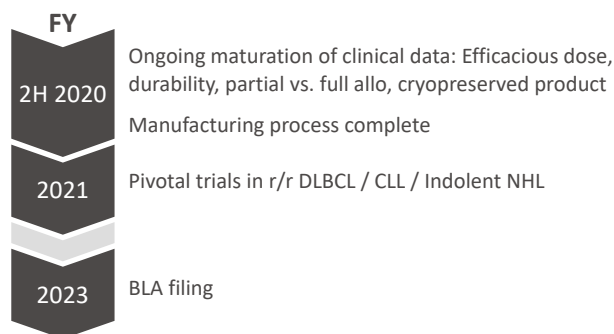 FY
2H 2020
Ongoing maturation of clinical data: Efficacious dose,
durability, partial vs. full allo, cryopreserved product
Manufacturing process complete
2021
Pivotal trials in r/r DLBCL / CLL / Indolent NHL
2023
BLA filing